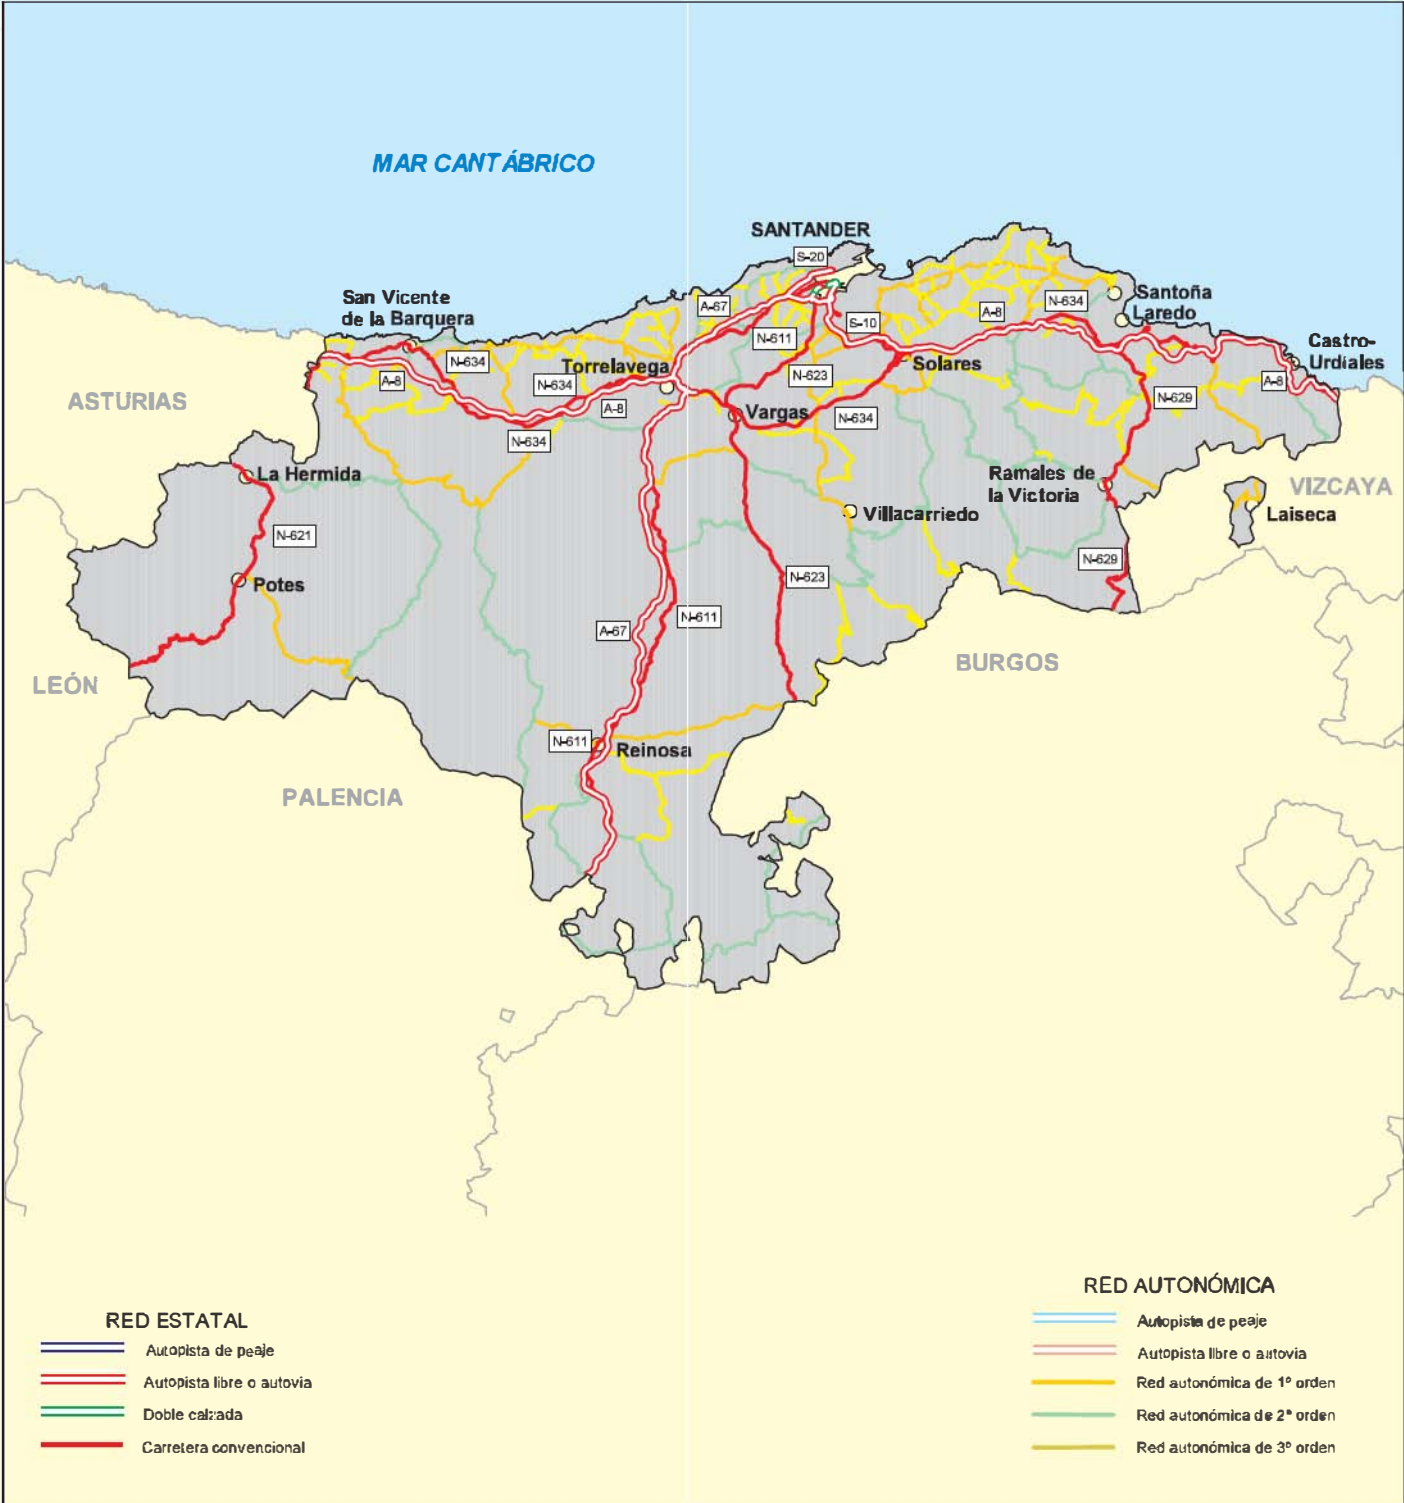 MAR CANTÁBRICO
SANTANDER
S-20
San Vicente
de la Barquera
A-67
N-634
Santoña
Laredo
A-8
S-10
N-611
Castro-
Urdiales
N-634
Torrelavega
N-623
Solares
A-8
N-634
A-8
ASTURIAS
A-8
N-629
Vargas
N-634
N-634
La Hermida
Ramales de
la Victoria
VIZCAYA
Villacarriedo
Laiseca
N-621
N-629
Potes
N-623
N-611
A-67
BURGOS
LEÓN
N-611
Reinosa
PALENCIA
RED ESTATAL
Autopista de peaje
Autopista libre o autovia
Doble calzada
Carretera convencional
RED AUTONÓMICA
Autopista de peaje
Autopista libre o autovia
Red autonómica de 1º orden
Red autonómica de 2º orden
Red autonómica de 3º orden